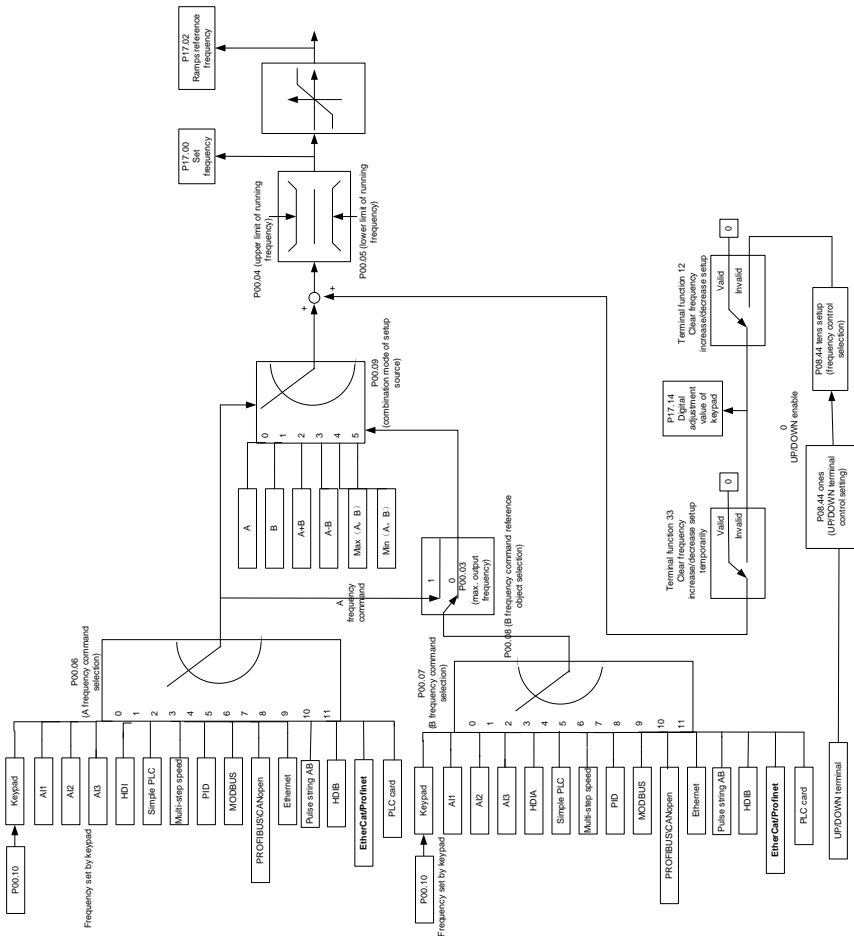 P00.10
Frequency set by keypad
Keypad
AI1
AI2
AI3
HDI
Simple PLC
Multi-step speed
PID
MODBUS
PROFIBUS\CANopen
Ethernet
Pulse string AB
HDIB
EtherCat/Profinet
PLC card
0
1
2
3
4
5
6
7
8
9
10
11
P00.06
(A frequency command
selection)
A
frequency
command
A
B
A+B
A-B
Max（A，B）
Min（A，B）
0
1
2
3
4
5
P00.09
(combination mode of setup
source)
P00.04 (upper limit of running
frequency)
P00.05 (lower limit of running
frequency)
+
+
P17.00
Set
frequency
P17.02
Ramps reference
frequency
P00.10
Frequency set by keypad
Keypad
AI1
AI2
AI3
HDIA
Simple PLC
Multi-step speed
PID
MODBUS
PROFIBUS\CANopen
Ethernet
Pulse string AB
HDIB
EtherCat/Profinet
PLC card
0
1
2
3
4
5
6
7
8
9
10
11
P00.07
(B frequency command
selection)
1
0
P00.03
(max. output
frequency)
P00.08 (B frequency command reference
object selection)
Terminal function 33
Clear frequency
increase/decrease setup
temporarily
Valid
Invalid
0
P17.14
Digital
adjustment
value of
keypad
Terminal function 12
Clear frequency
increase/decrease setup
Valid
Invalid
0
UP/DOWN terminal
P08.44 ones
(UP/DOWN terminal
control setting)
0
UP/DOWN enable
P08.44 tens setup
(frequency control
selection)